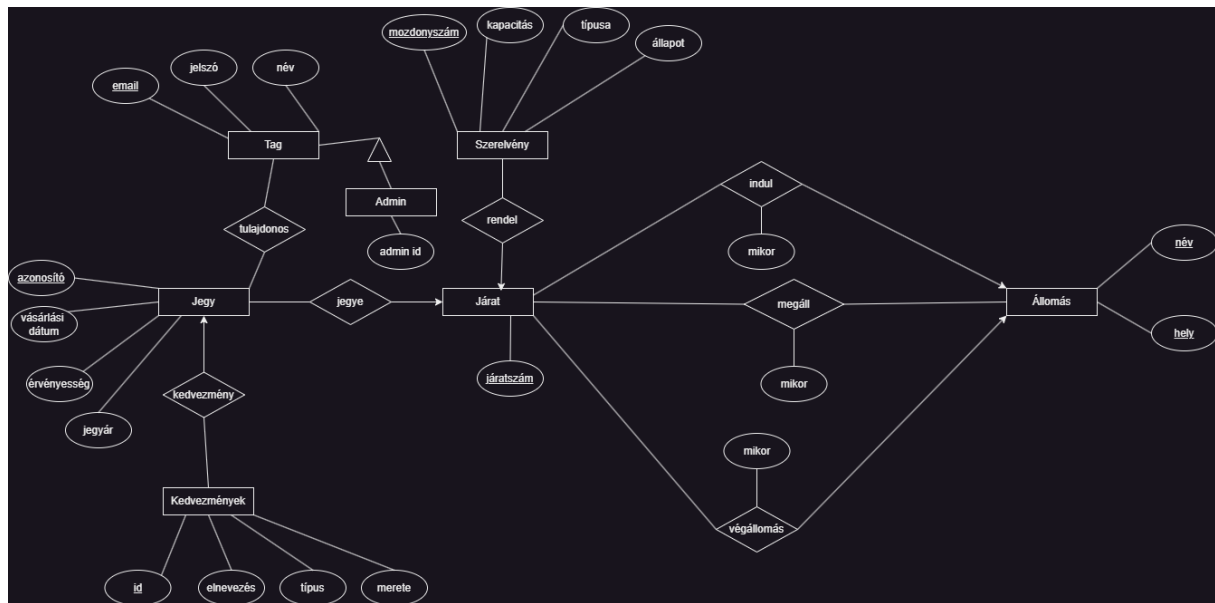 mozdonyszám
kapacitás
típusa
állapot
email
jelszó
név
Tag
Szerelvény
Admin
indul
tulajdonos
rendel
admin id
mikor
név
azonosító
Jegy
jegye
Járat
megáll
Állomás
vásárlási
dátum
hely
érvényesség
kedvezmény
járatszám
mikor
jegyár
mikor
Kedvezmények
végállomás
id
elnevezés
típus
merete